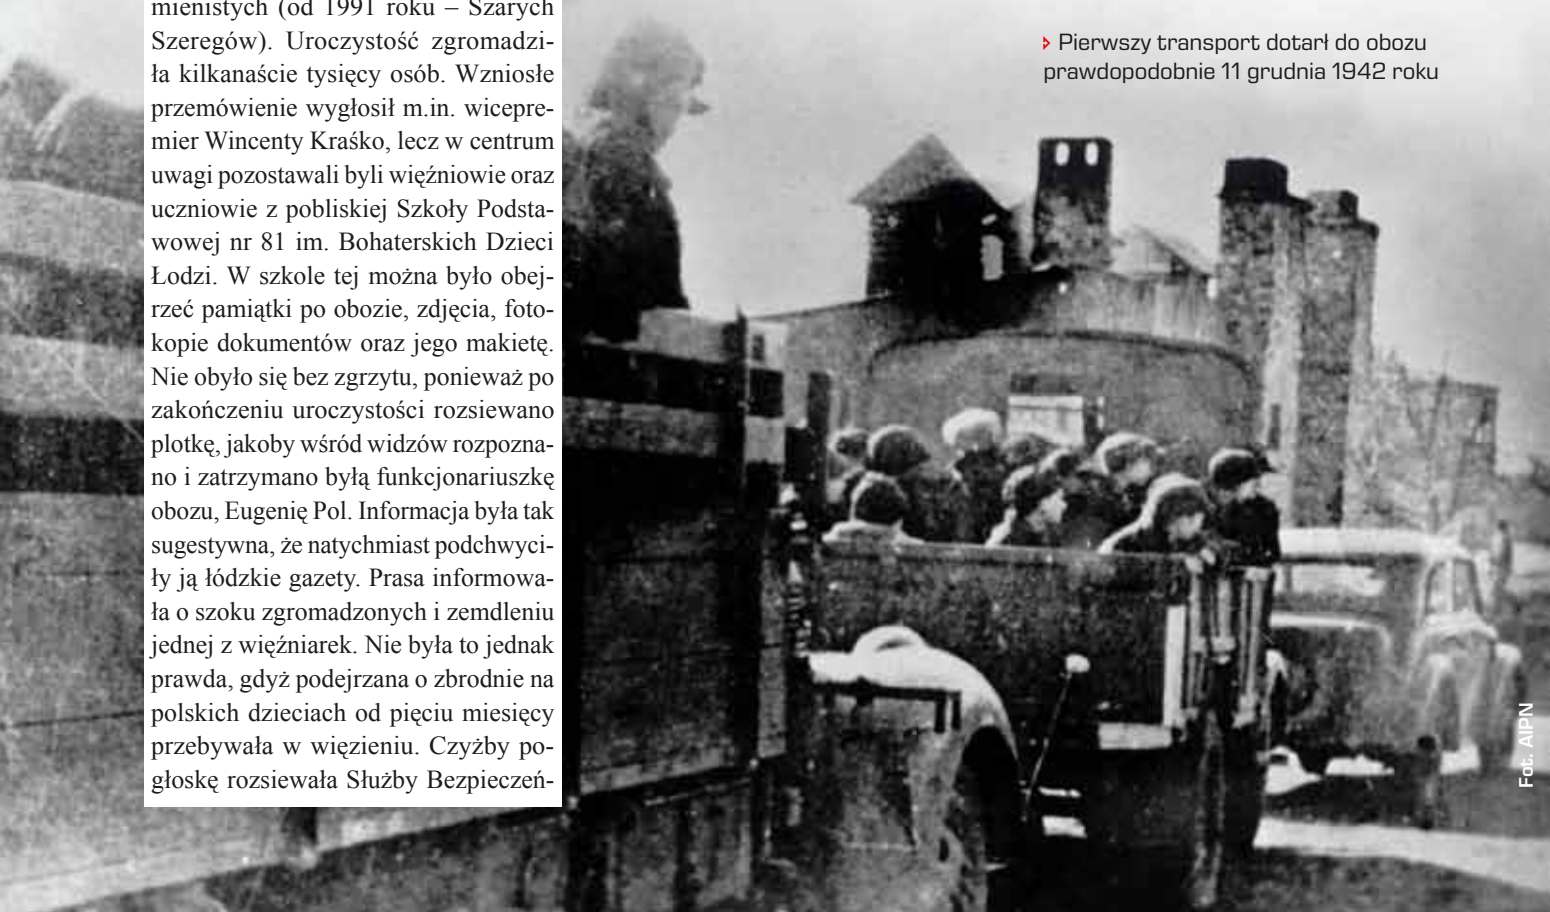 mienistych (od 1991 roku – Szarych
Szeregów). Uroczystość zgromadzi-
ła kilkanaście tysięcy osób. Wzniosłe
przemówienie wygłosił m.in. wicepre-
mier Wincenty Kraśko, lecz w centrum
uwagi pozostawali byli więźniowie oraz
uczniowie z pobliskiej Szkoły Podsta-
wowej nr 81 im. Bohaterskich Dzieci
Łodzi. W szkole tej można było obej-
rzeć pamiątki po obozie, zdjęcia, foto-
kopie dokumentów oraz jego makietę.
Nie obyło się bez zgrzytu, ponieważ po
zakończeniu uroczystości rozsiewano
plotkę, jakoby wśród widzów rozpozna-
no i zatrzymano byłą funkcjonariuszkę
obozu, Eugenię Pol. Informacja była tak
sugestywna, że natychmiast podchwyci-
ły ją łódzkie gazety. Prasa informowa-
ła o szoku zgromadzonych i zemdleniu
jednej z więźniarek. Nie była to jednak
prawda, gdyż podejrzana o zbrodnie na
polskich dzieciach od pięciu miesięcy
przebywała w więzieniu. Czyżby po-
głoskę rozsiewała Służby Bezpieczeń-
Pierwszy transport dotarł do obozu
prawdopodobnie 11 grudnia 1942 roku
Fot. AIPN